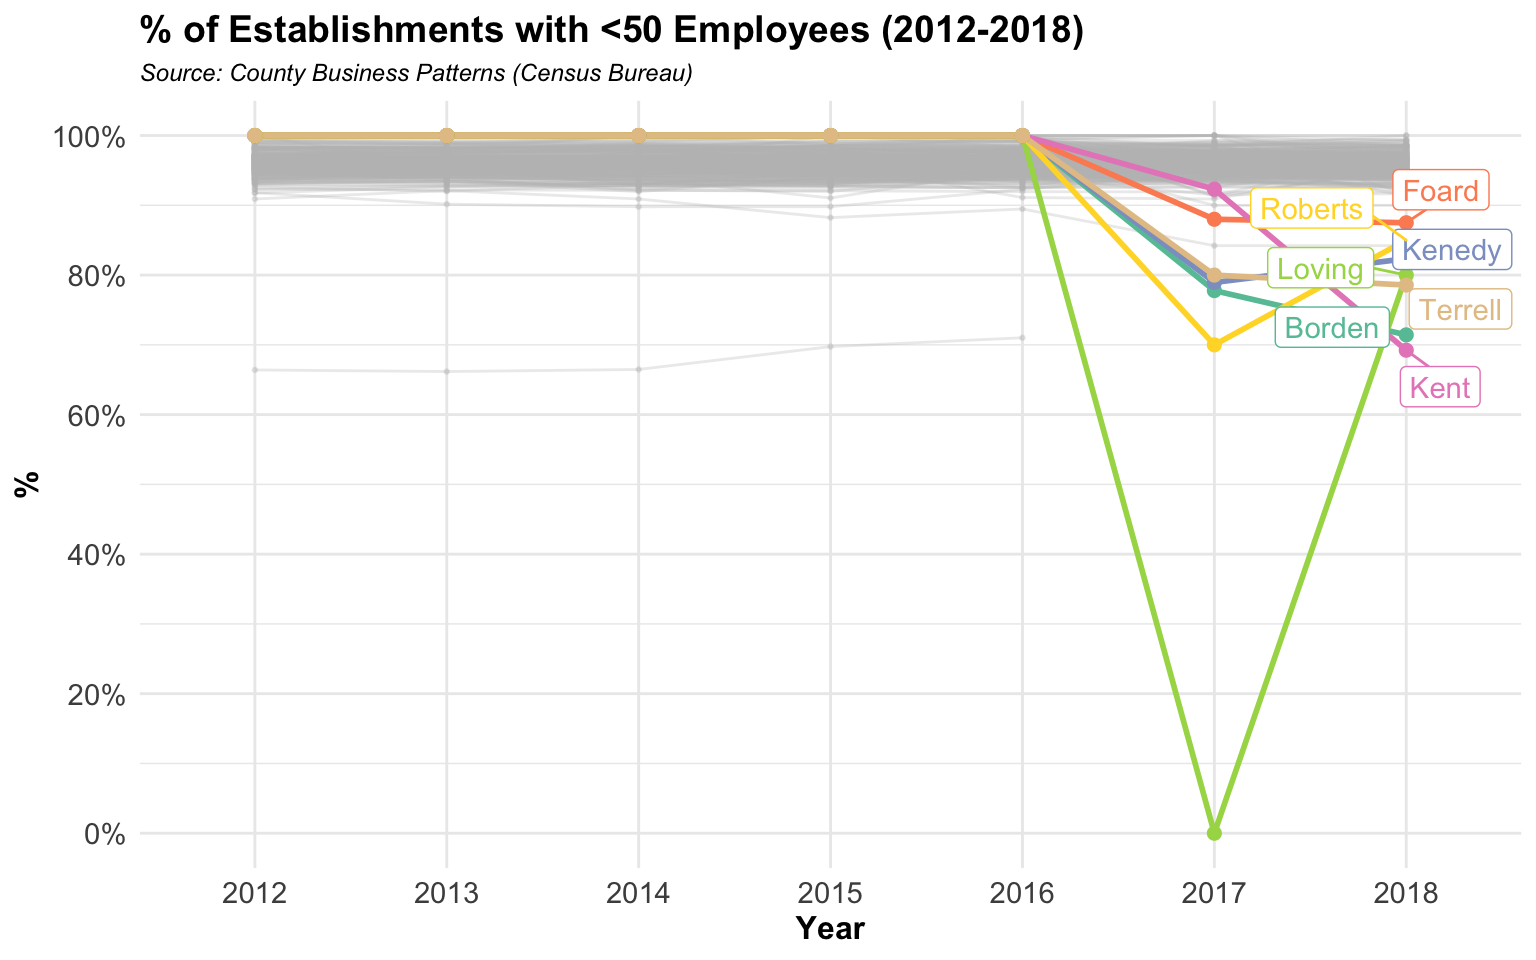 % of Establishments with <50 Employees (2012-2018)
Source: County Business Patterns (Census Bureau)
100%
80%
60%
40%
20%
0%
%
Foard
Roberts
Kenedy
Loving
Terrell
Borden
Kent
2012 2013 2014 2015 2016 2017 2018
Year